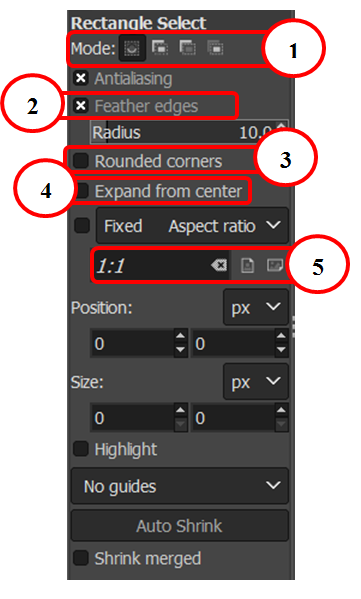 Rectangle Select
Mode: 1
Antialiasing
2 Feather edges
Radius 10.0
Rounded corners 3
4 Expand from center
Fixed Aspect ratio
1:1 5
Position: px
0 0
Size: px
0 0
Highlight
No guides
Auto Shrink
Shrink merged